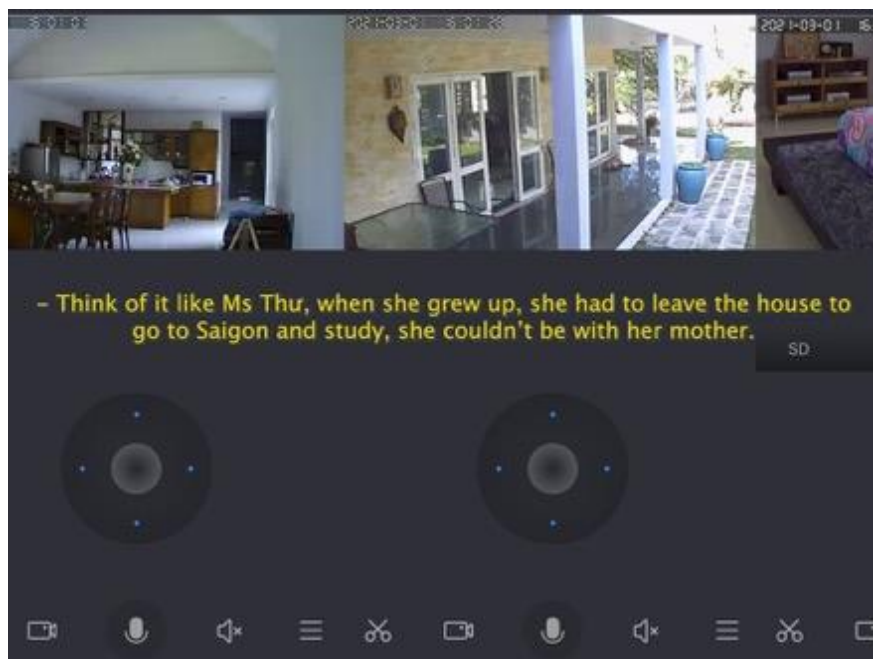 2021-03-01 16
– Think of it like Ms Thư, when she grew up, she had to leave the house to
go to Saigon and study, she couldn't be with her mother.
SD